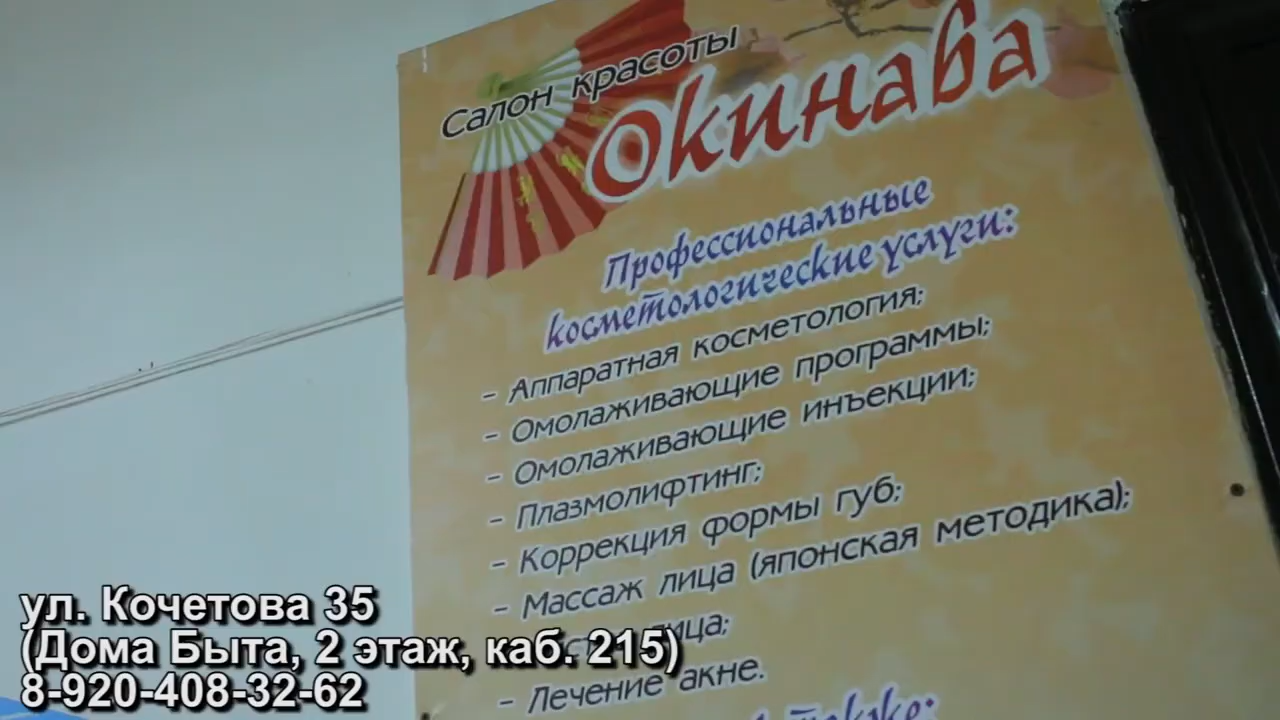 Салон красоты
Окинава
Профессиональные
косметологические услуги:
- Аппаратная косметология;
- Омолаживающие программы;
- Омолаживающие инъекции;
- Плазмолифтинг;
- Коррекция формы губ;
- Массаж лица (японская методика);
лица;
- Лечение акне.
ул. Кочетова 35
(Дома Быта, 2 этаж, каб. 215)
8-920-408-32-62